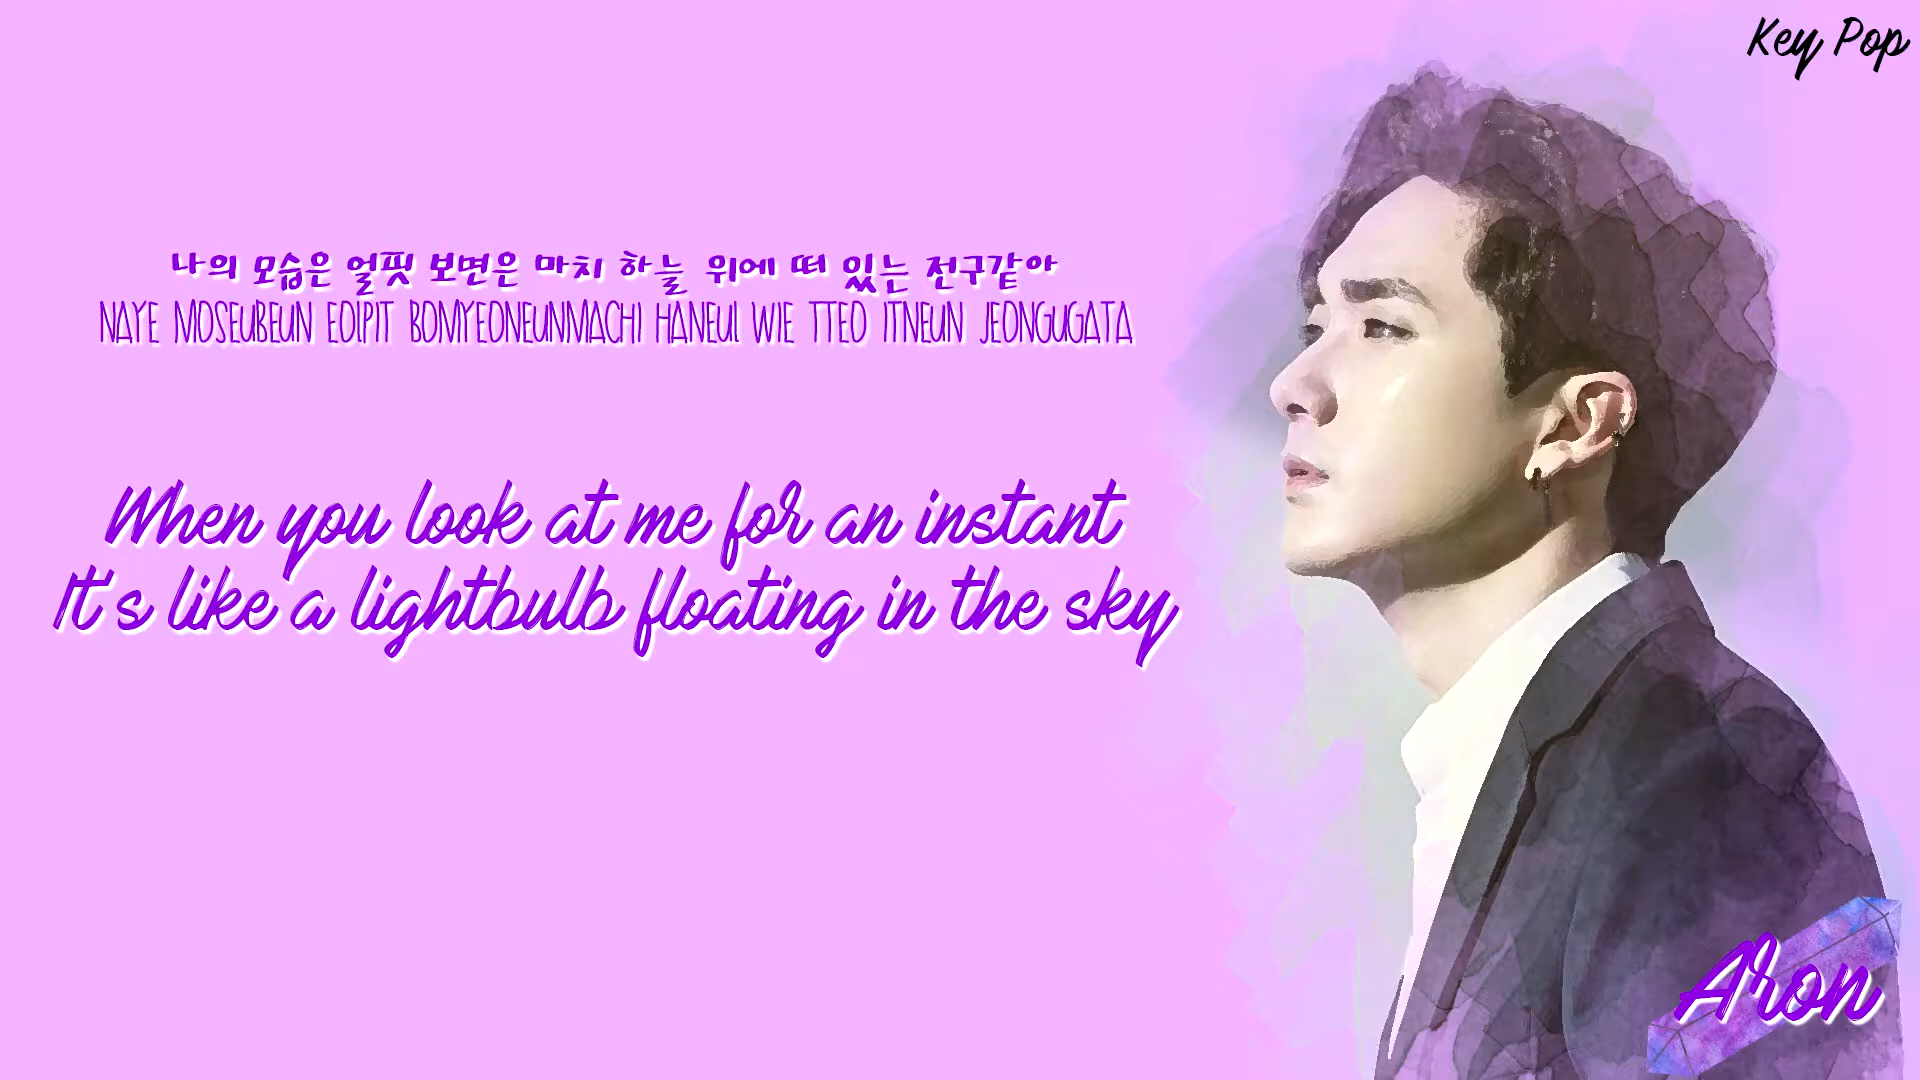 Key Pop
나의 모습은 얼핏 보면은 마치 하늘 위에 떠 있는 전구같아
NAYE MOSEUBEUN EOLPIT BOMYEONEUNMACHI HANEUL WIE TTEO ITNEUN JEONGUGATA
When you look at me for an instant
It's like a lightbulb floating in the sky
Aron